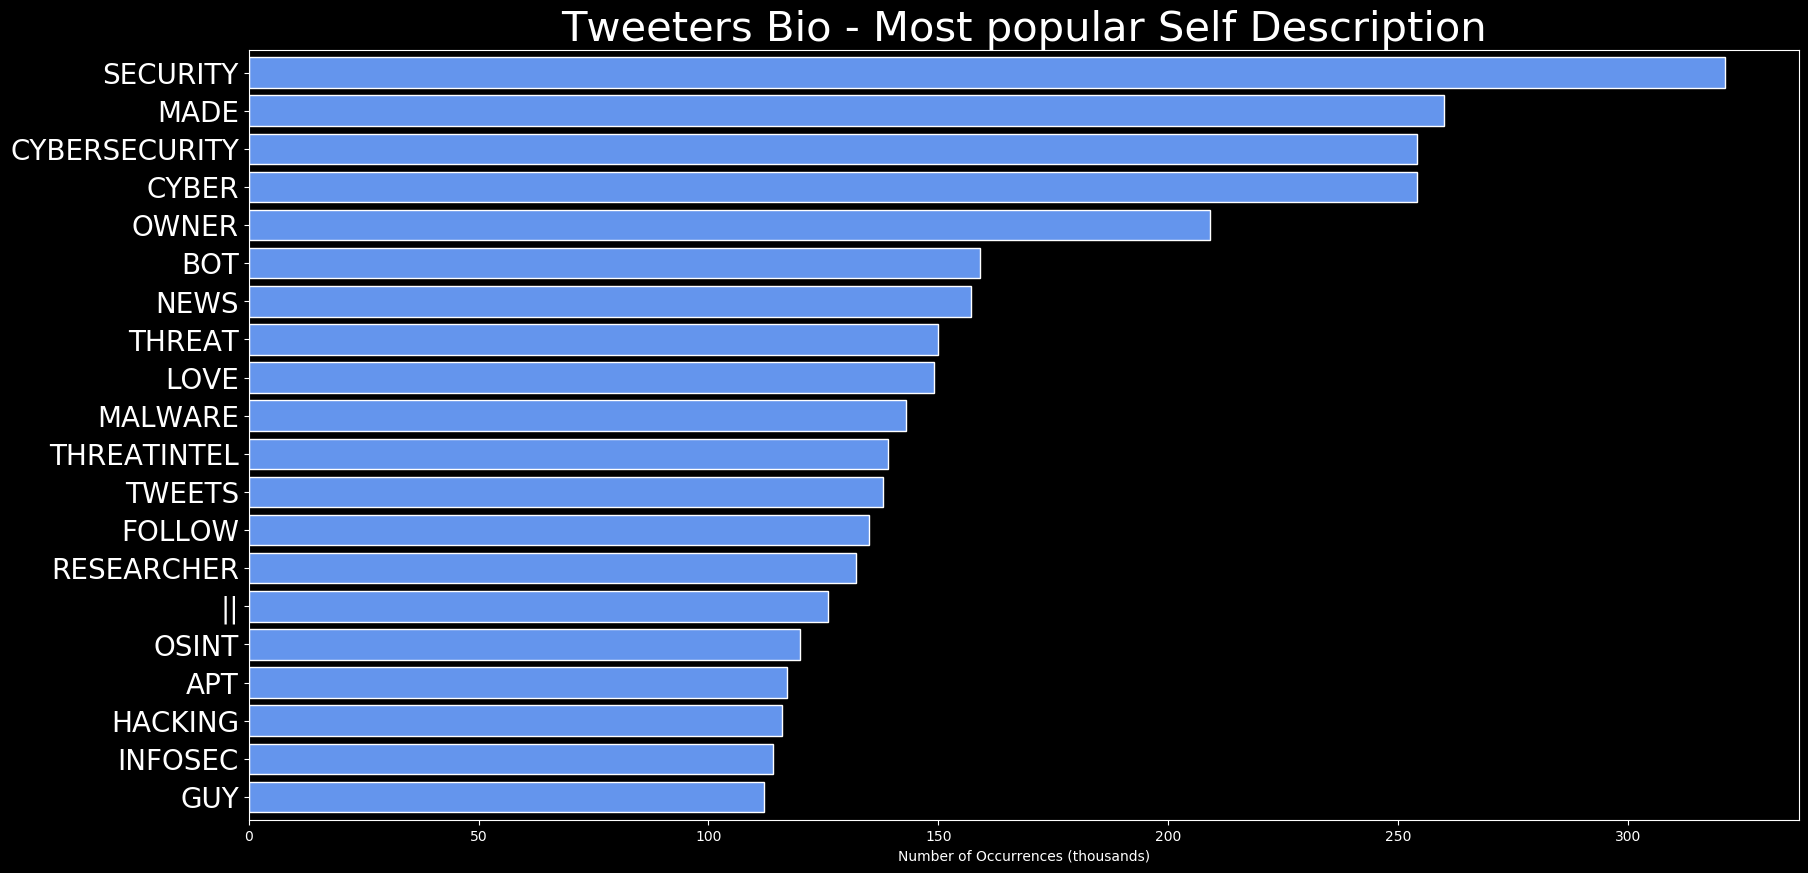 Tweeters Bio - Most popular Self Description
SECURITY
MADE
CYBERSECURITY
CYBER
OWNER
BOT
NEWS
THREAT
LOVE
MALWARE
THREATINTEL
TWEETS
FOLLOW
RESEARCHER
||
OSINT
APT
HACKING
INFOSEC
GUY
0 50 100 150 200 250 300
Number of Occurrences (thousands)